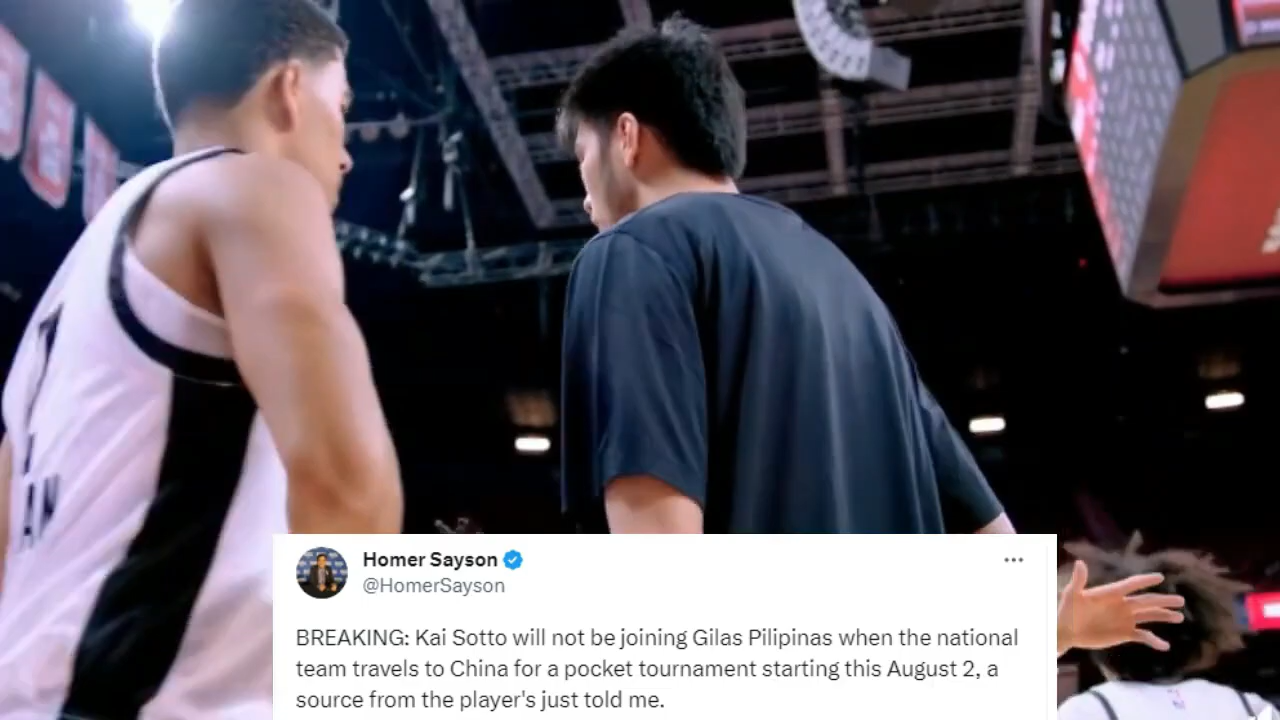 Homer Sayson
@HomerSayson
BREAKING: Kai Sotto will not be joining Gilas Pilipinas when the national
team travels to China for a pocket tournament starting this August 2, a
source from the player's just told me.